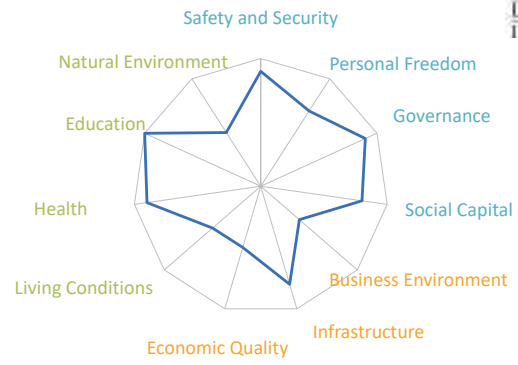 Safety and Security
Natural Environment
Personal Freedom
Education
Governance
Health
Social Capital
Living Conditions
Business Environment
Economic Quality
Infrastructure